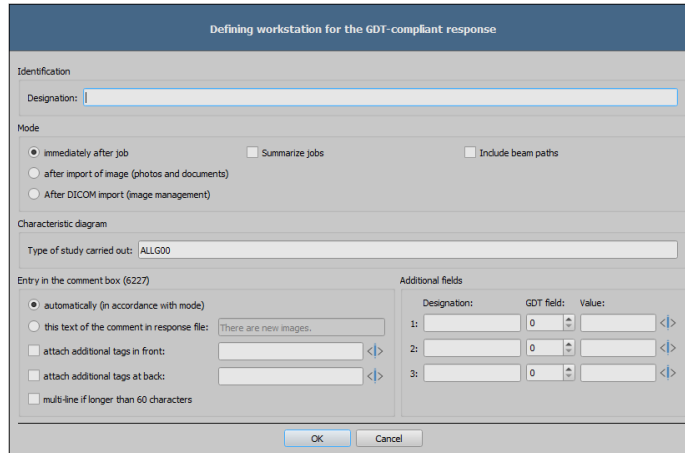 Defining workstation for the GDT-compliant response
Identification
Designation:
Mode
immediately after job Summarize jobs Include beam paths
after import of image (photos and documents)
After DICOM import (image management)
Characteristic diagram
Type of study carried out: ALLG00
Entry in the comment box (6227) Additional fields
automatically (in accordance with mode) Designation: GDT field: Value:
this text of the comment in response file: There are new images. 1: 0
attach additional tags in front: 2: 0
attach additional tags at back: 3: 0
multi-line if longer than 60 characters
OK Cancel